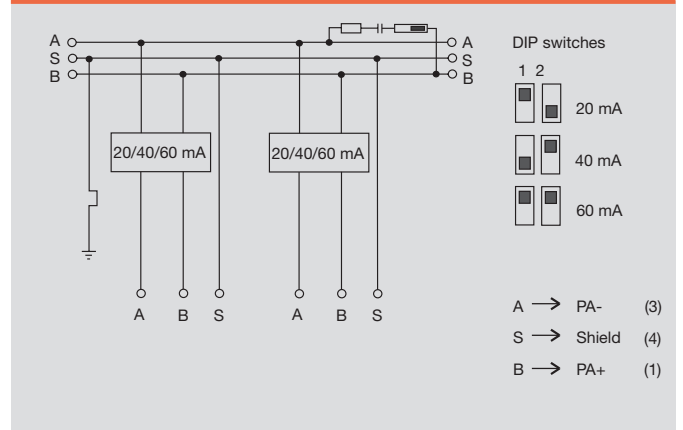 A A
S S
B B
20/40/60 mA 20/40/60 mA
A B S A B S
DIP switches
1 2
20 mA
40 mA
60 mA
A → PA- (3)
S → Shield (4)
B → PA+ (1)